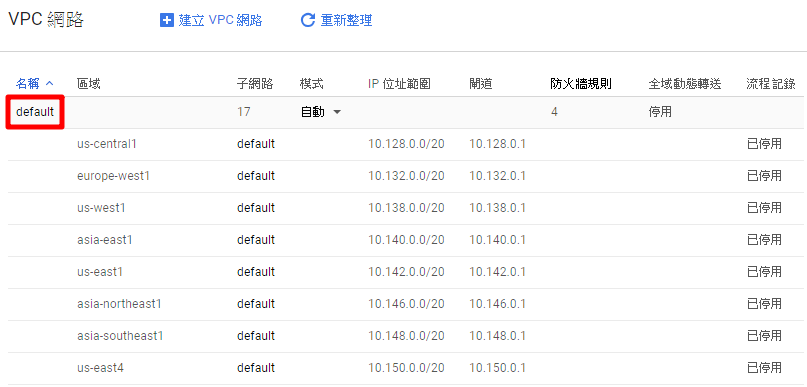 VPC 網路 建立 VPC 網路 重新整理
名稱 區域 子網路 模式 IP 位址範圍 閘道 防火牆規則 全域動態轉送 流程記錄
default 17 自動 4 停用
us-central1 default 10.128.0.0/20 10.128.0.1 已停用
europe-west1 default 10.132.0.0/20 10.132.0.1 已停用
us-west1 default 10.138.0.0/20 10.138.0.1 已停用
asia-east1 default 10.140.0.0/20 10.140.0.1 已停用
us-east1 default 10.142.0.0/20 10.142.0.1 已停用
asia-northeast1 default 10.146.0.0/20 10.146.0.1 已停用
asia-southeast1 default 10.148.0.0/20 10.148.0.1 已停用
us-east4 default 10.150.0.0/20 10.150.0.1 已停用